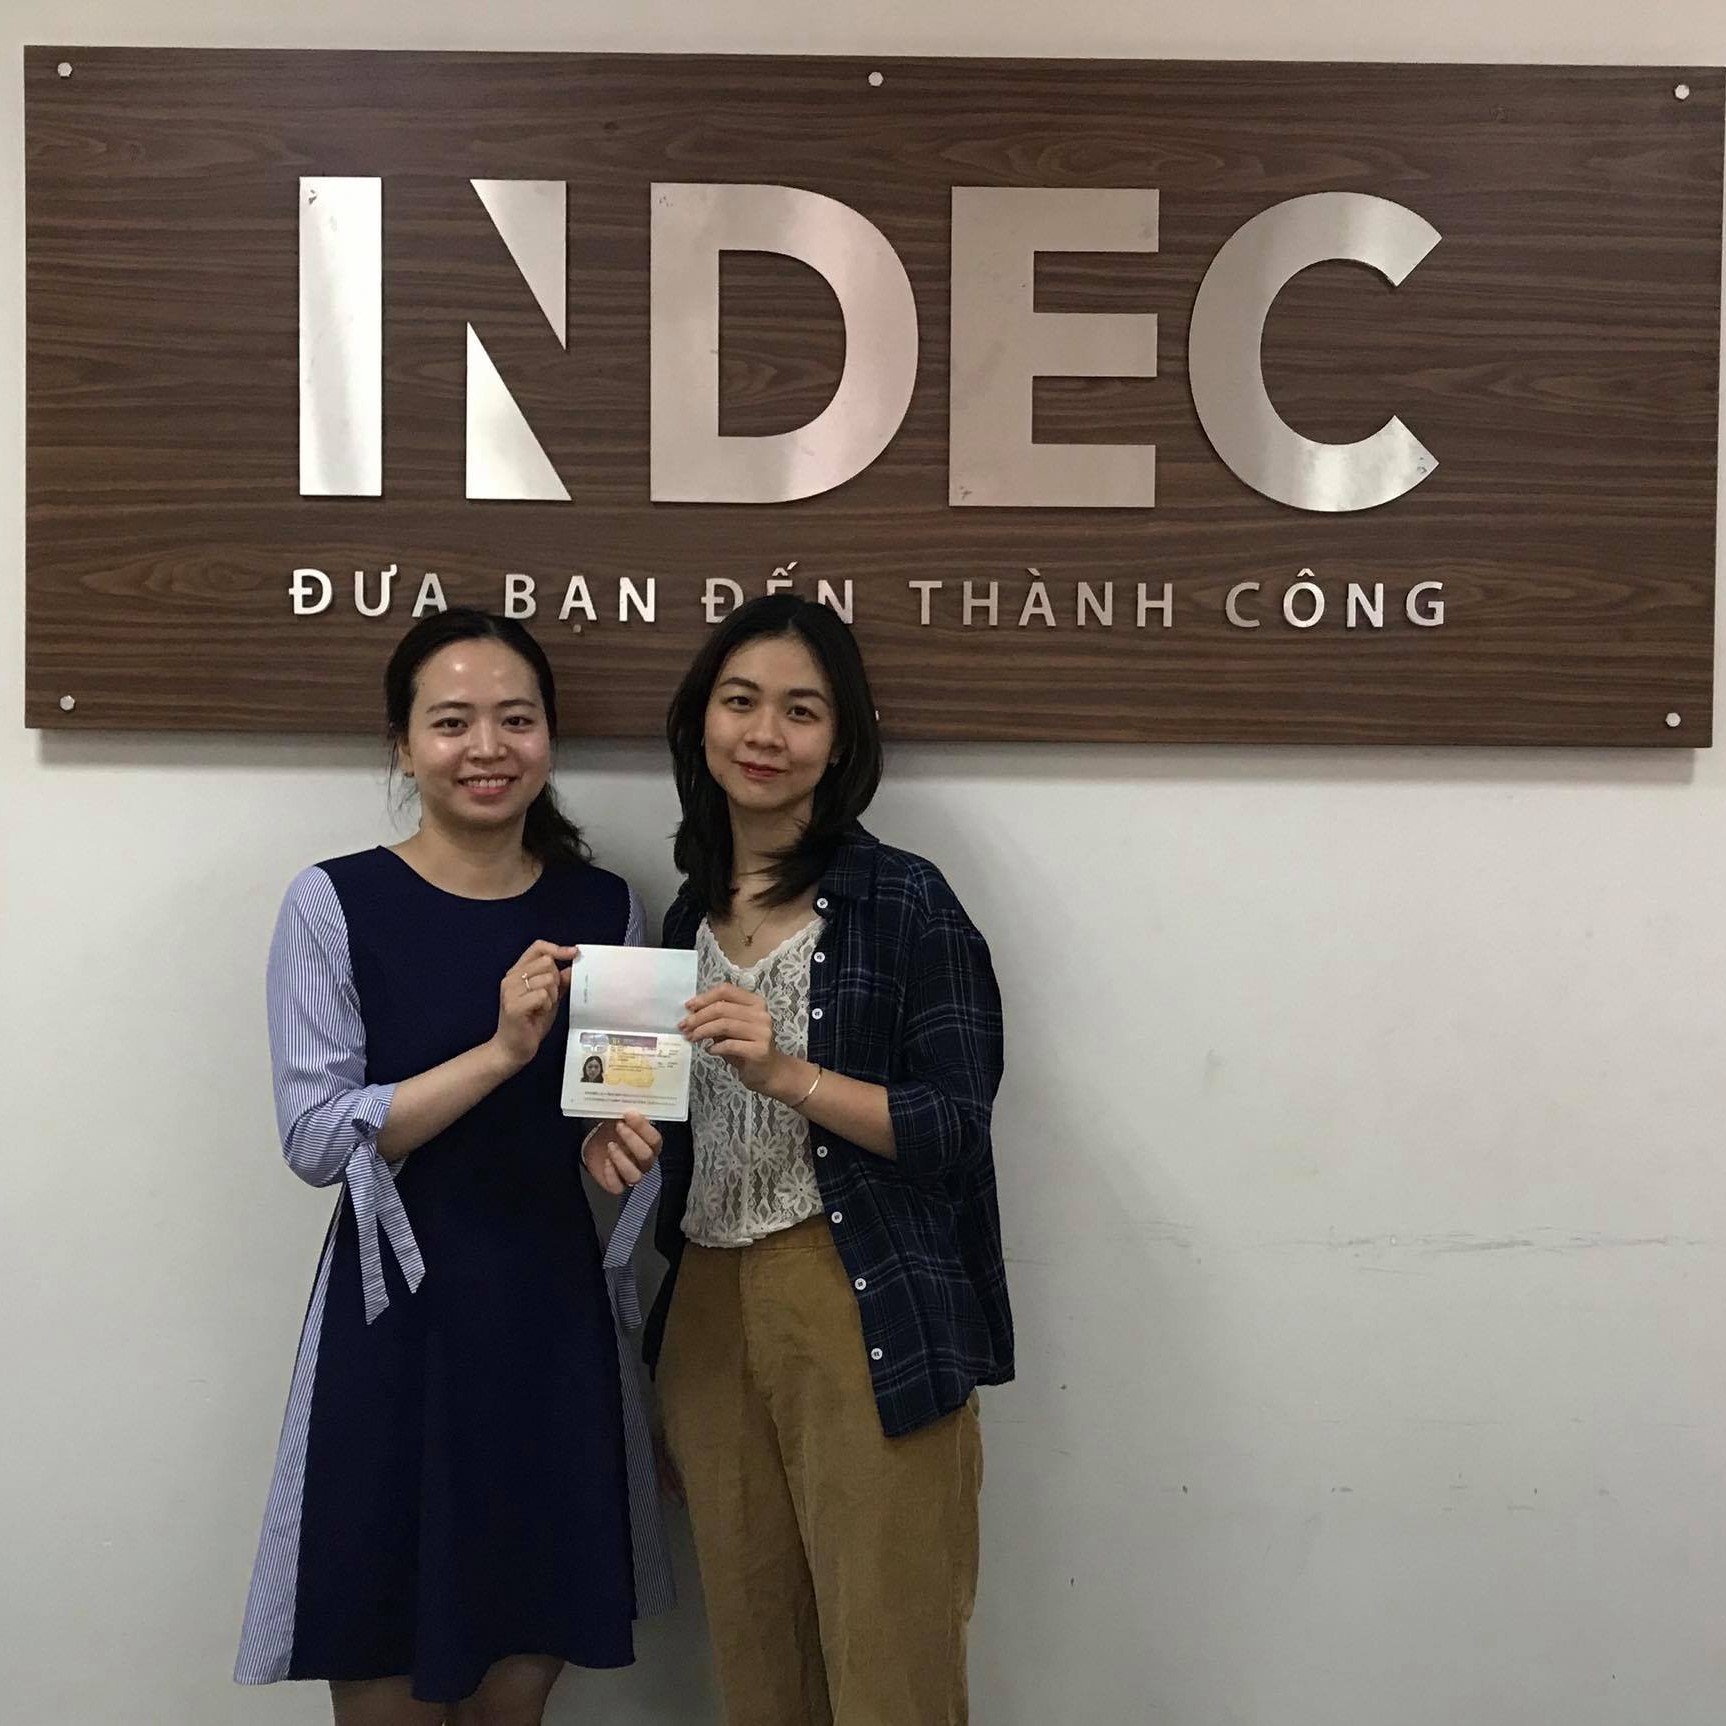 INDEC
ĐƯA BẠN ĐẾN THÀNH CÔNG